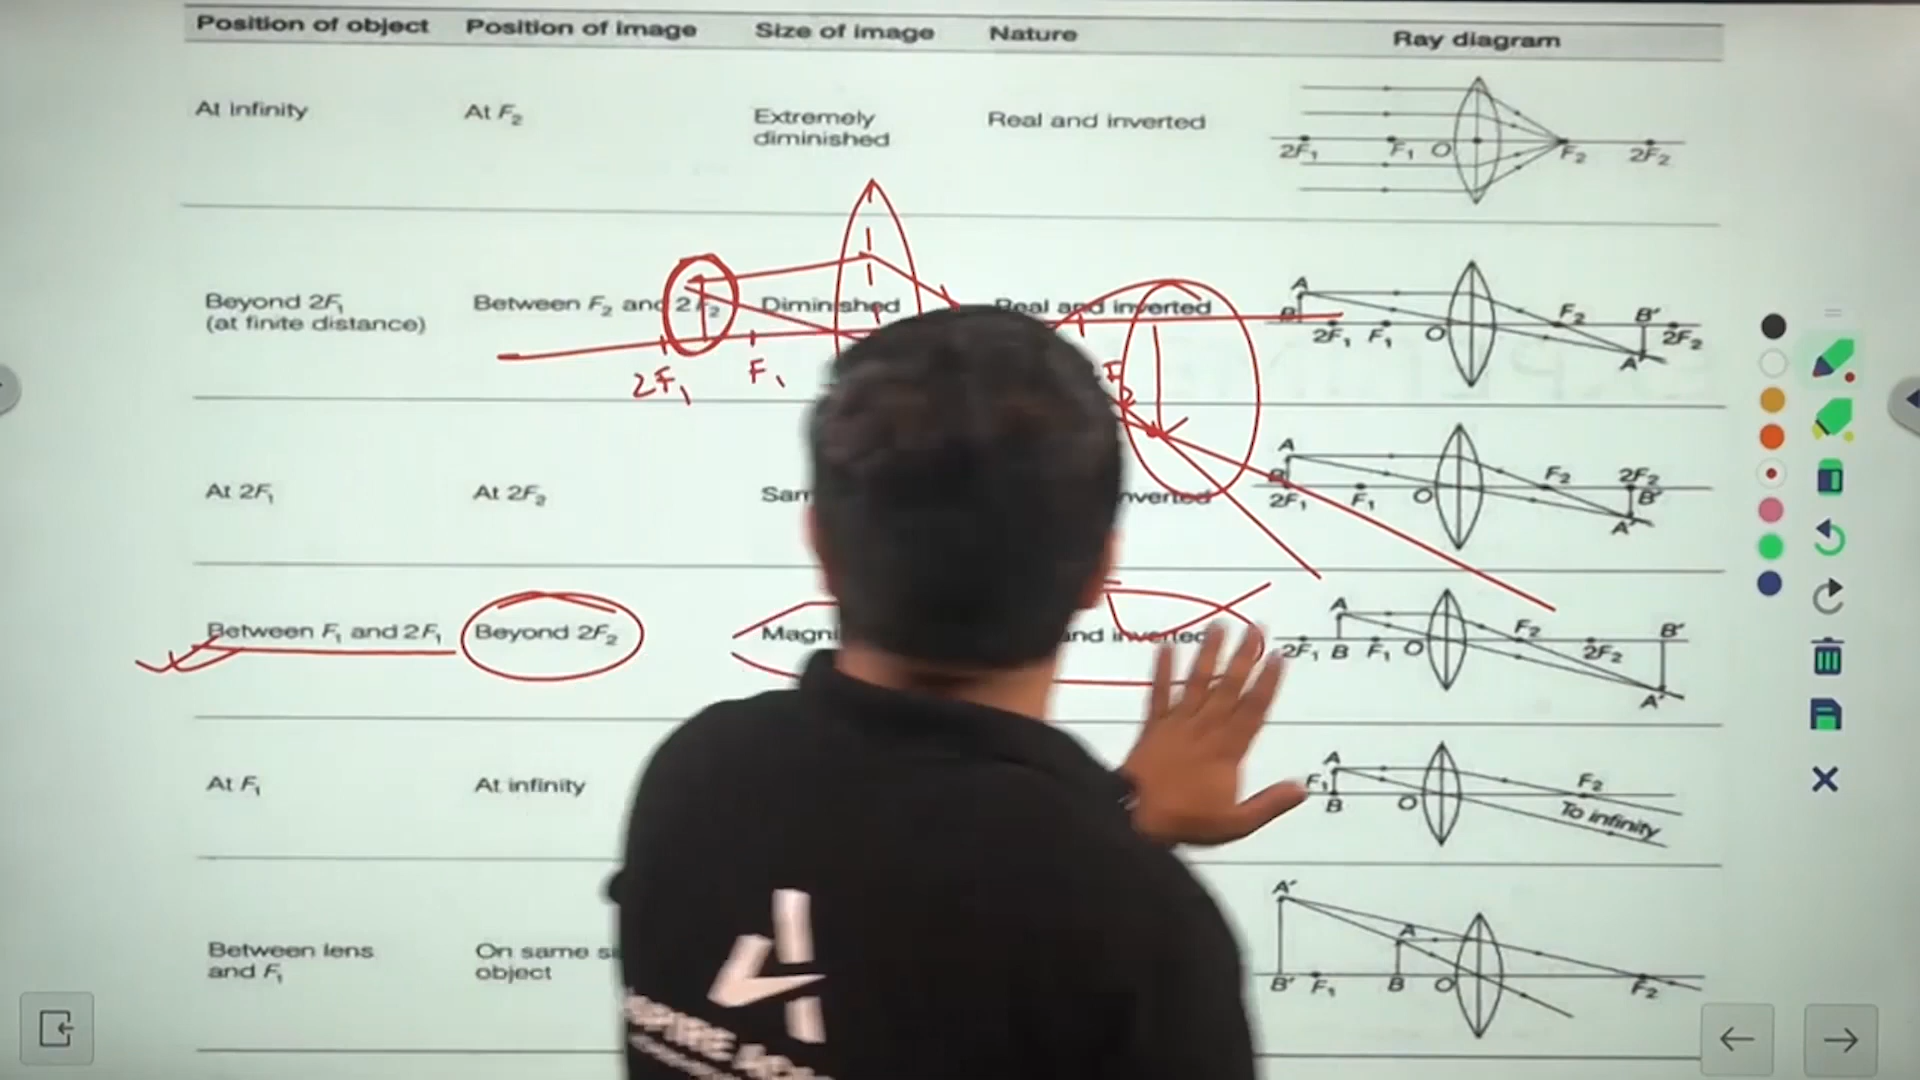 Position of object Position of image Size of image Nature Ray diagram
At infinity At F₂ Extremely diminished Real and inverted
2F₁ F₁ O F₂ 2F₂
Beyond 2F₁ (at finite distance) Between F₂ and 2F₂ Diminished Real and inverted
A B 2F₁ F₁ O F₂ B' 2F₂ A'
2F₁ F₁
At 2F₁ At 2F₂
A B 2F₁ F₁ O F₂ 2F₂ B' A'
Between F₁ and 2F₁ Beyond 2F₂ and inverted
A 2F₁ B F₁ O F₂ 2F₂ B' A'
At F₁ At infinity
A F₁ B O F₂ To infinity
Between lens and F₁ On same object
A' A B' F₁ B O F₂